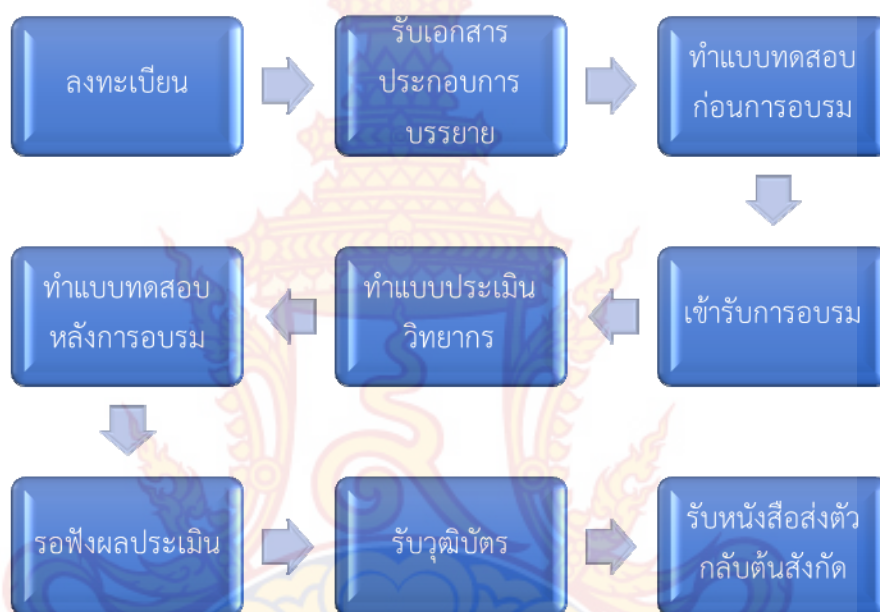 ลงทะเบียน
รับเอกสาร
ประกอบการ
บรรยาย
ทำแบบทดสอบ
ก่อนการอบรม
เข้ารับการอบรม
ทำแบบประเมิน
วิทยากร
ทำแบบทดสอบ
หลังการอบรม
รอฟังผลประเมิน
รับวุฒิบัตร
รับหนังสือส่งตัว
กลับต้นสังกัด